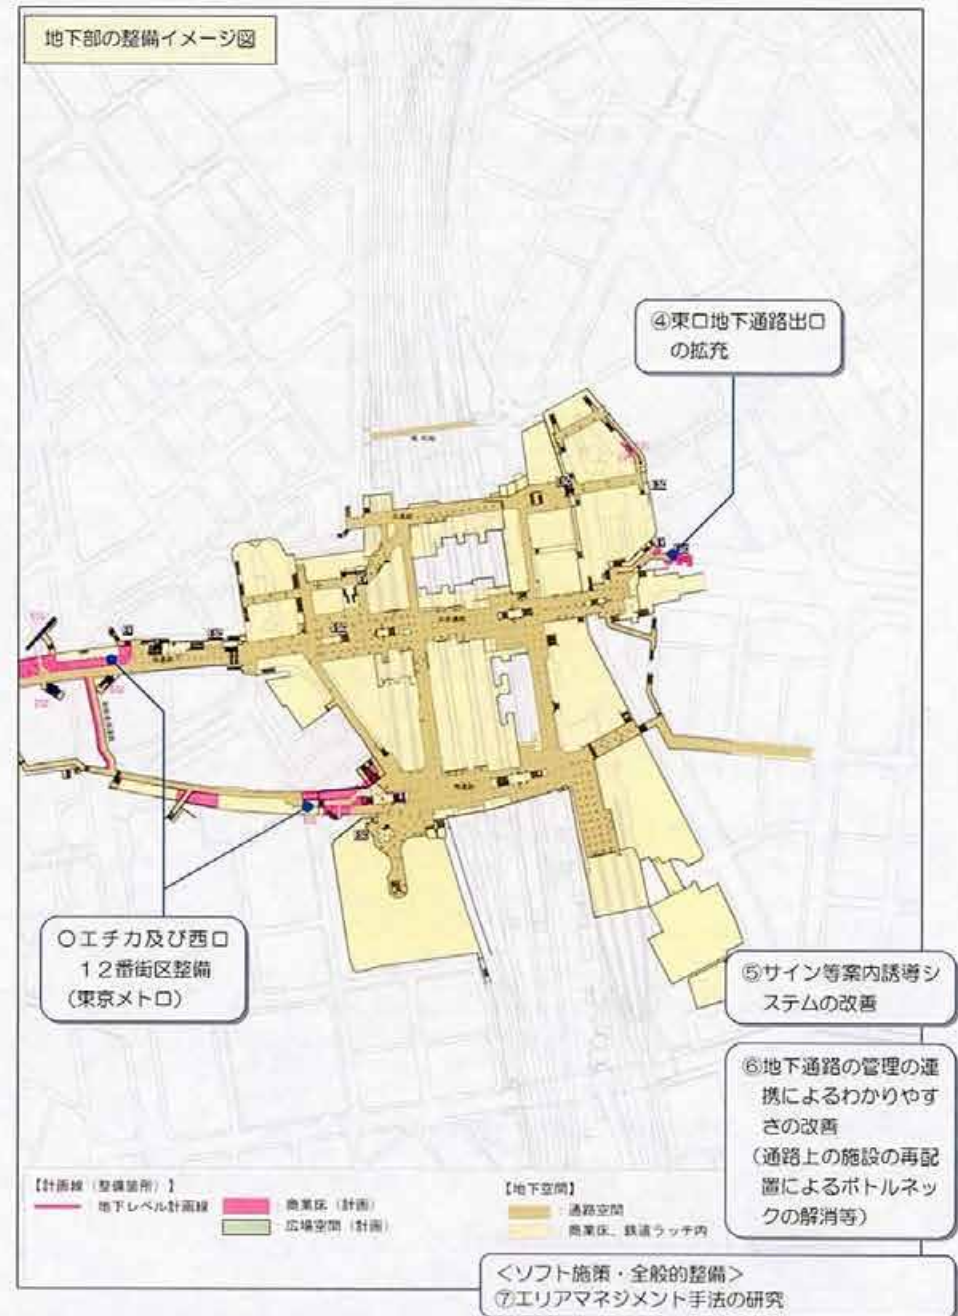 地下部の整備イメージ図
④東口地下通路出口
の拡充
〇エチカ及び西口
12番街区整備
(東京メトロ)
⑤サイン等案内誘導シ
ステムの改善
⑥地下通路の管理の連
携によるわかりやす
さの改善
(通路上の施設の再配
置によるボトルネッ
クの解消等)
【計画線(整備箇所)】
地下レベル計画線
:商業床(計画)
:広場空間(計画)
【地下空間】
:通路空間
:商業床、鉄道ラッチ内
<ソフト施策・全般的整備>
⑦エリアマネジメント手法の研究